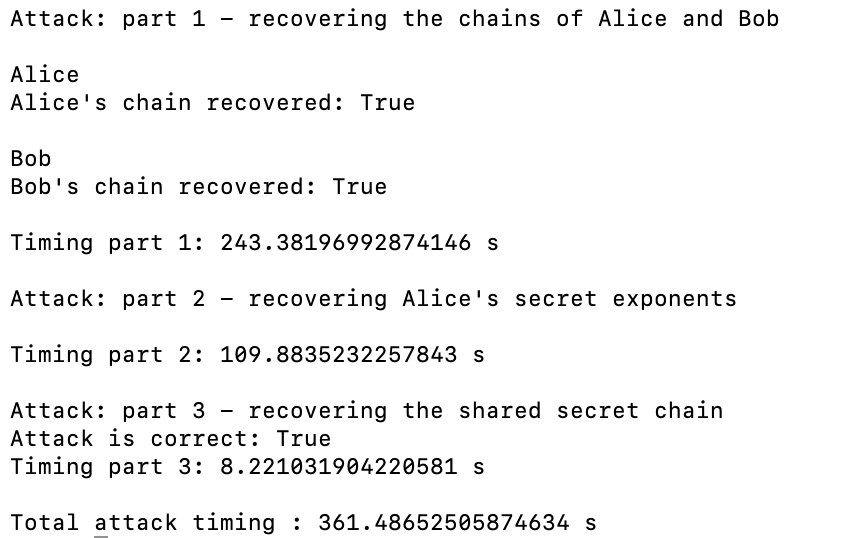 Attack: part 1 – recovering the chains of Alice and Bob
Alice
Alice's chain recovered: True
Bob
Bob's chain recovered: True
Timing part 1: 243.38196992874146 s
Attack: part 2 – recovering Alice's secret exponents
Timing part 2: 109.8835232257843 s
Attack: part 3 – recovering the shared secret chain
Attack is correct: True
Timing part 3: 8.221031904220581 s
Total attack timing : 361.48652505874634 s